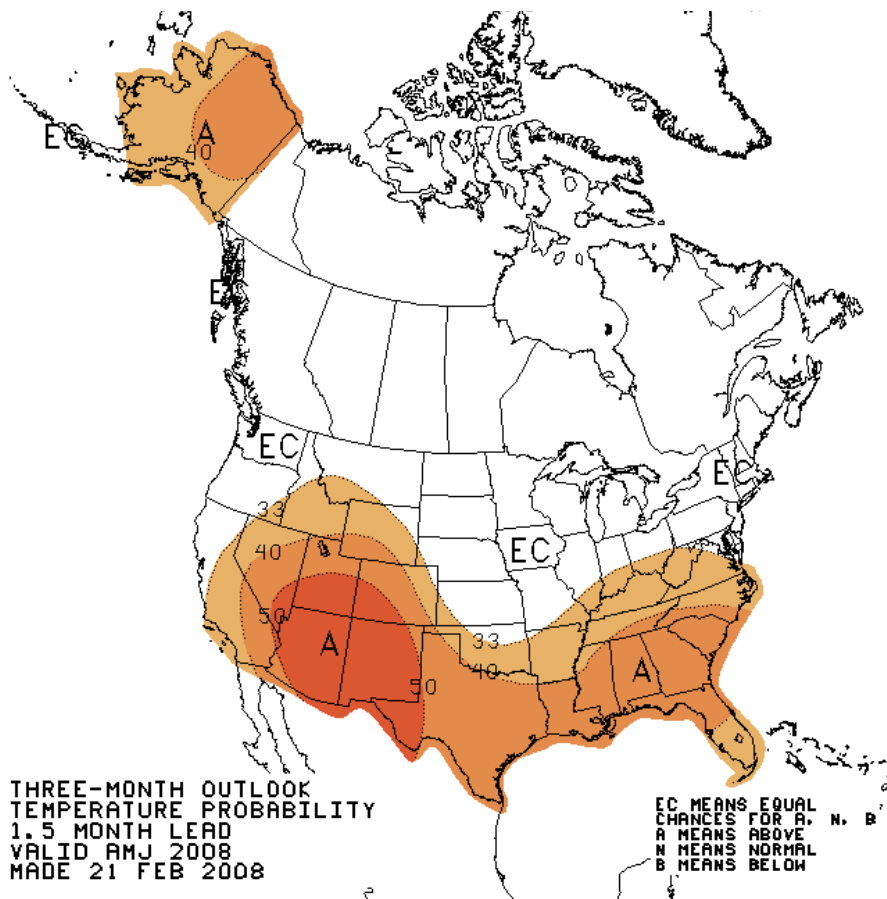 EC
A
40
E
EC
EC
33
40
EC
50
A
33
40
50
A
THREE-MONTH OUTLOOK
TEMPERATURE PROBABILITY
1.5 MONTH LEAD
VALID AMJ 2008
MADE 21 FEB 2008
EC MEANS EQUAL
CHANCES FOR A, N, B
A MEANS ABOVE
N MEANS NORMAL
B MEANS BELOW